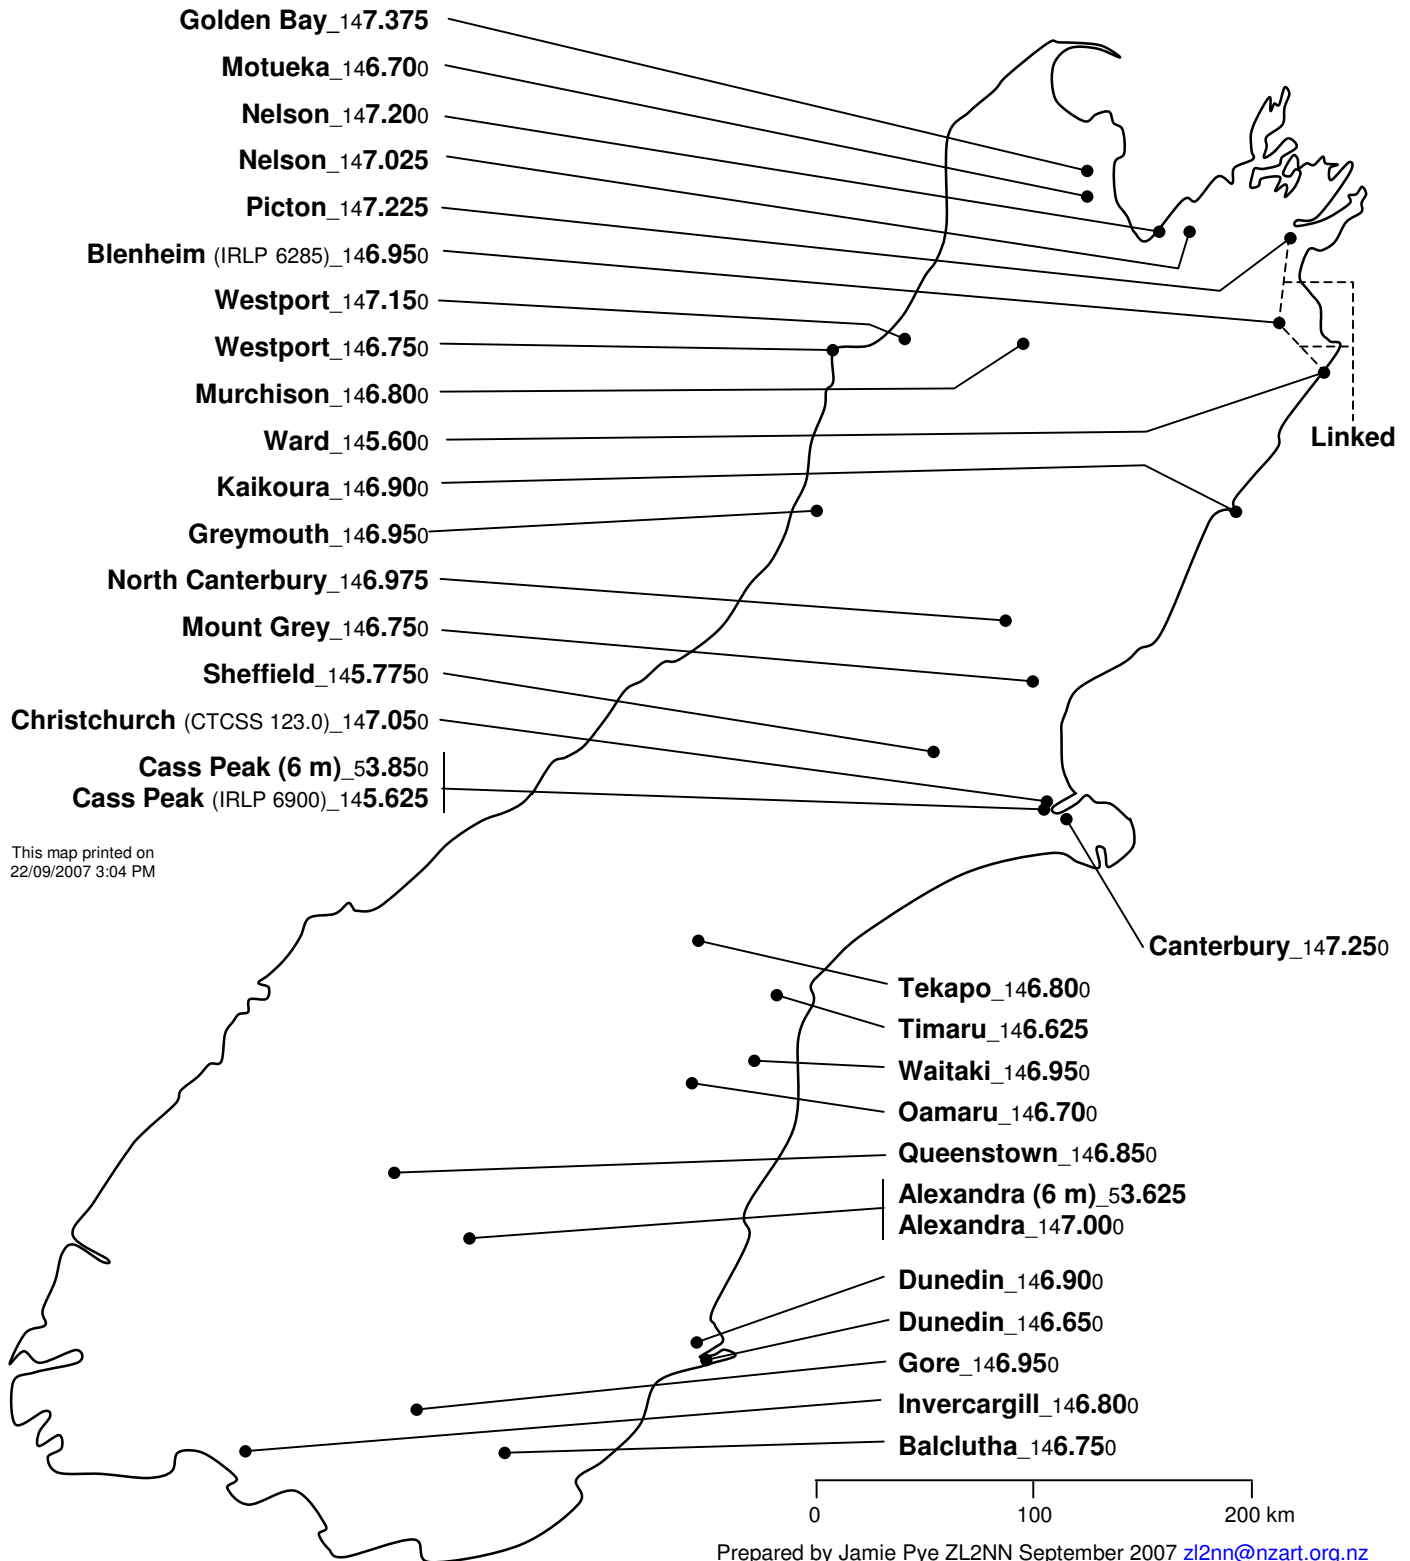 Golden Bay_147.375
Motueka_146.700
Nelson_147.200
Nelson_147.025
Picton_147.225
Blenheim (IRLP 6285)_146.950
Westport_147.150
Westport_146.750
Murchison_146.800
Ward_145.600
Linked
Kaikoura_146.900
Greymouth_146.950
North Canterbury_146.975
Mount Grey_146.750
Sheffield_145.7750
Christchurch (CTCSS 123.0)_147.050
Cass Peak (6 m)_53.850
Cass Peak (IRLP 6900)_145.625
This map printed on
22/09/2007 3:04 PM
Canterbury_147.250
Tekapo_146.800
Timaru_146.625
Waitaki_146.950
Oamaru_146.700
Queenstown_146.850
Alexandra (6 m)_53.625
Alexandra_147.000
Dunedin_146.900
Dunedin_146.650
Gore_146.950
Invercargill_146.800
Balclutha_146.750
0 100 200 km
Prepared by Jamie Pye ZL2NN September 2007 zl2nn@nzart.org.nz